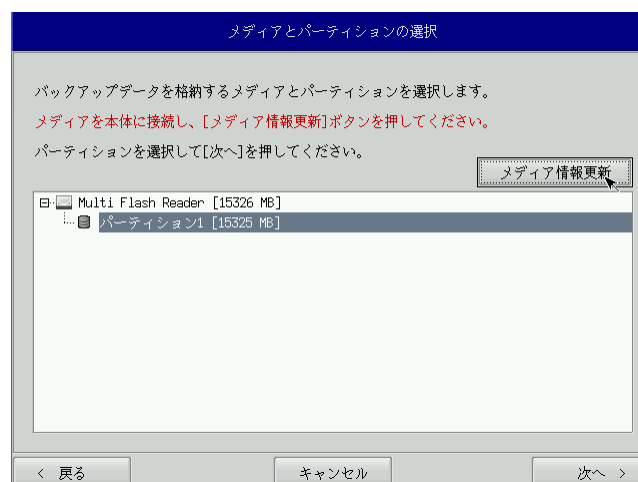 メディアとパーティションの選択
バックアップデータを格納するメディアとパーティションを選択します。
メディアを本体に接続し、[メディア情報更新]ボタンを押してください。
パーティションを選択して[次へ]を押してください。
メディア情報更新
Multi Flash Reader [15326 MB]
パーティション1 [15325 MB]
< 戻る
キャンセル
次へ >